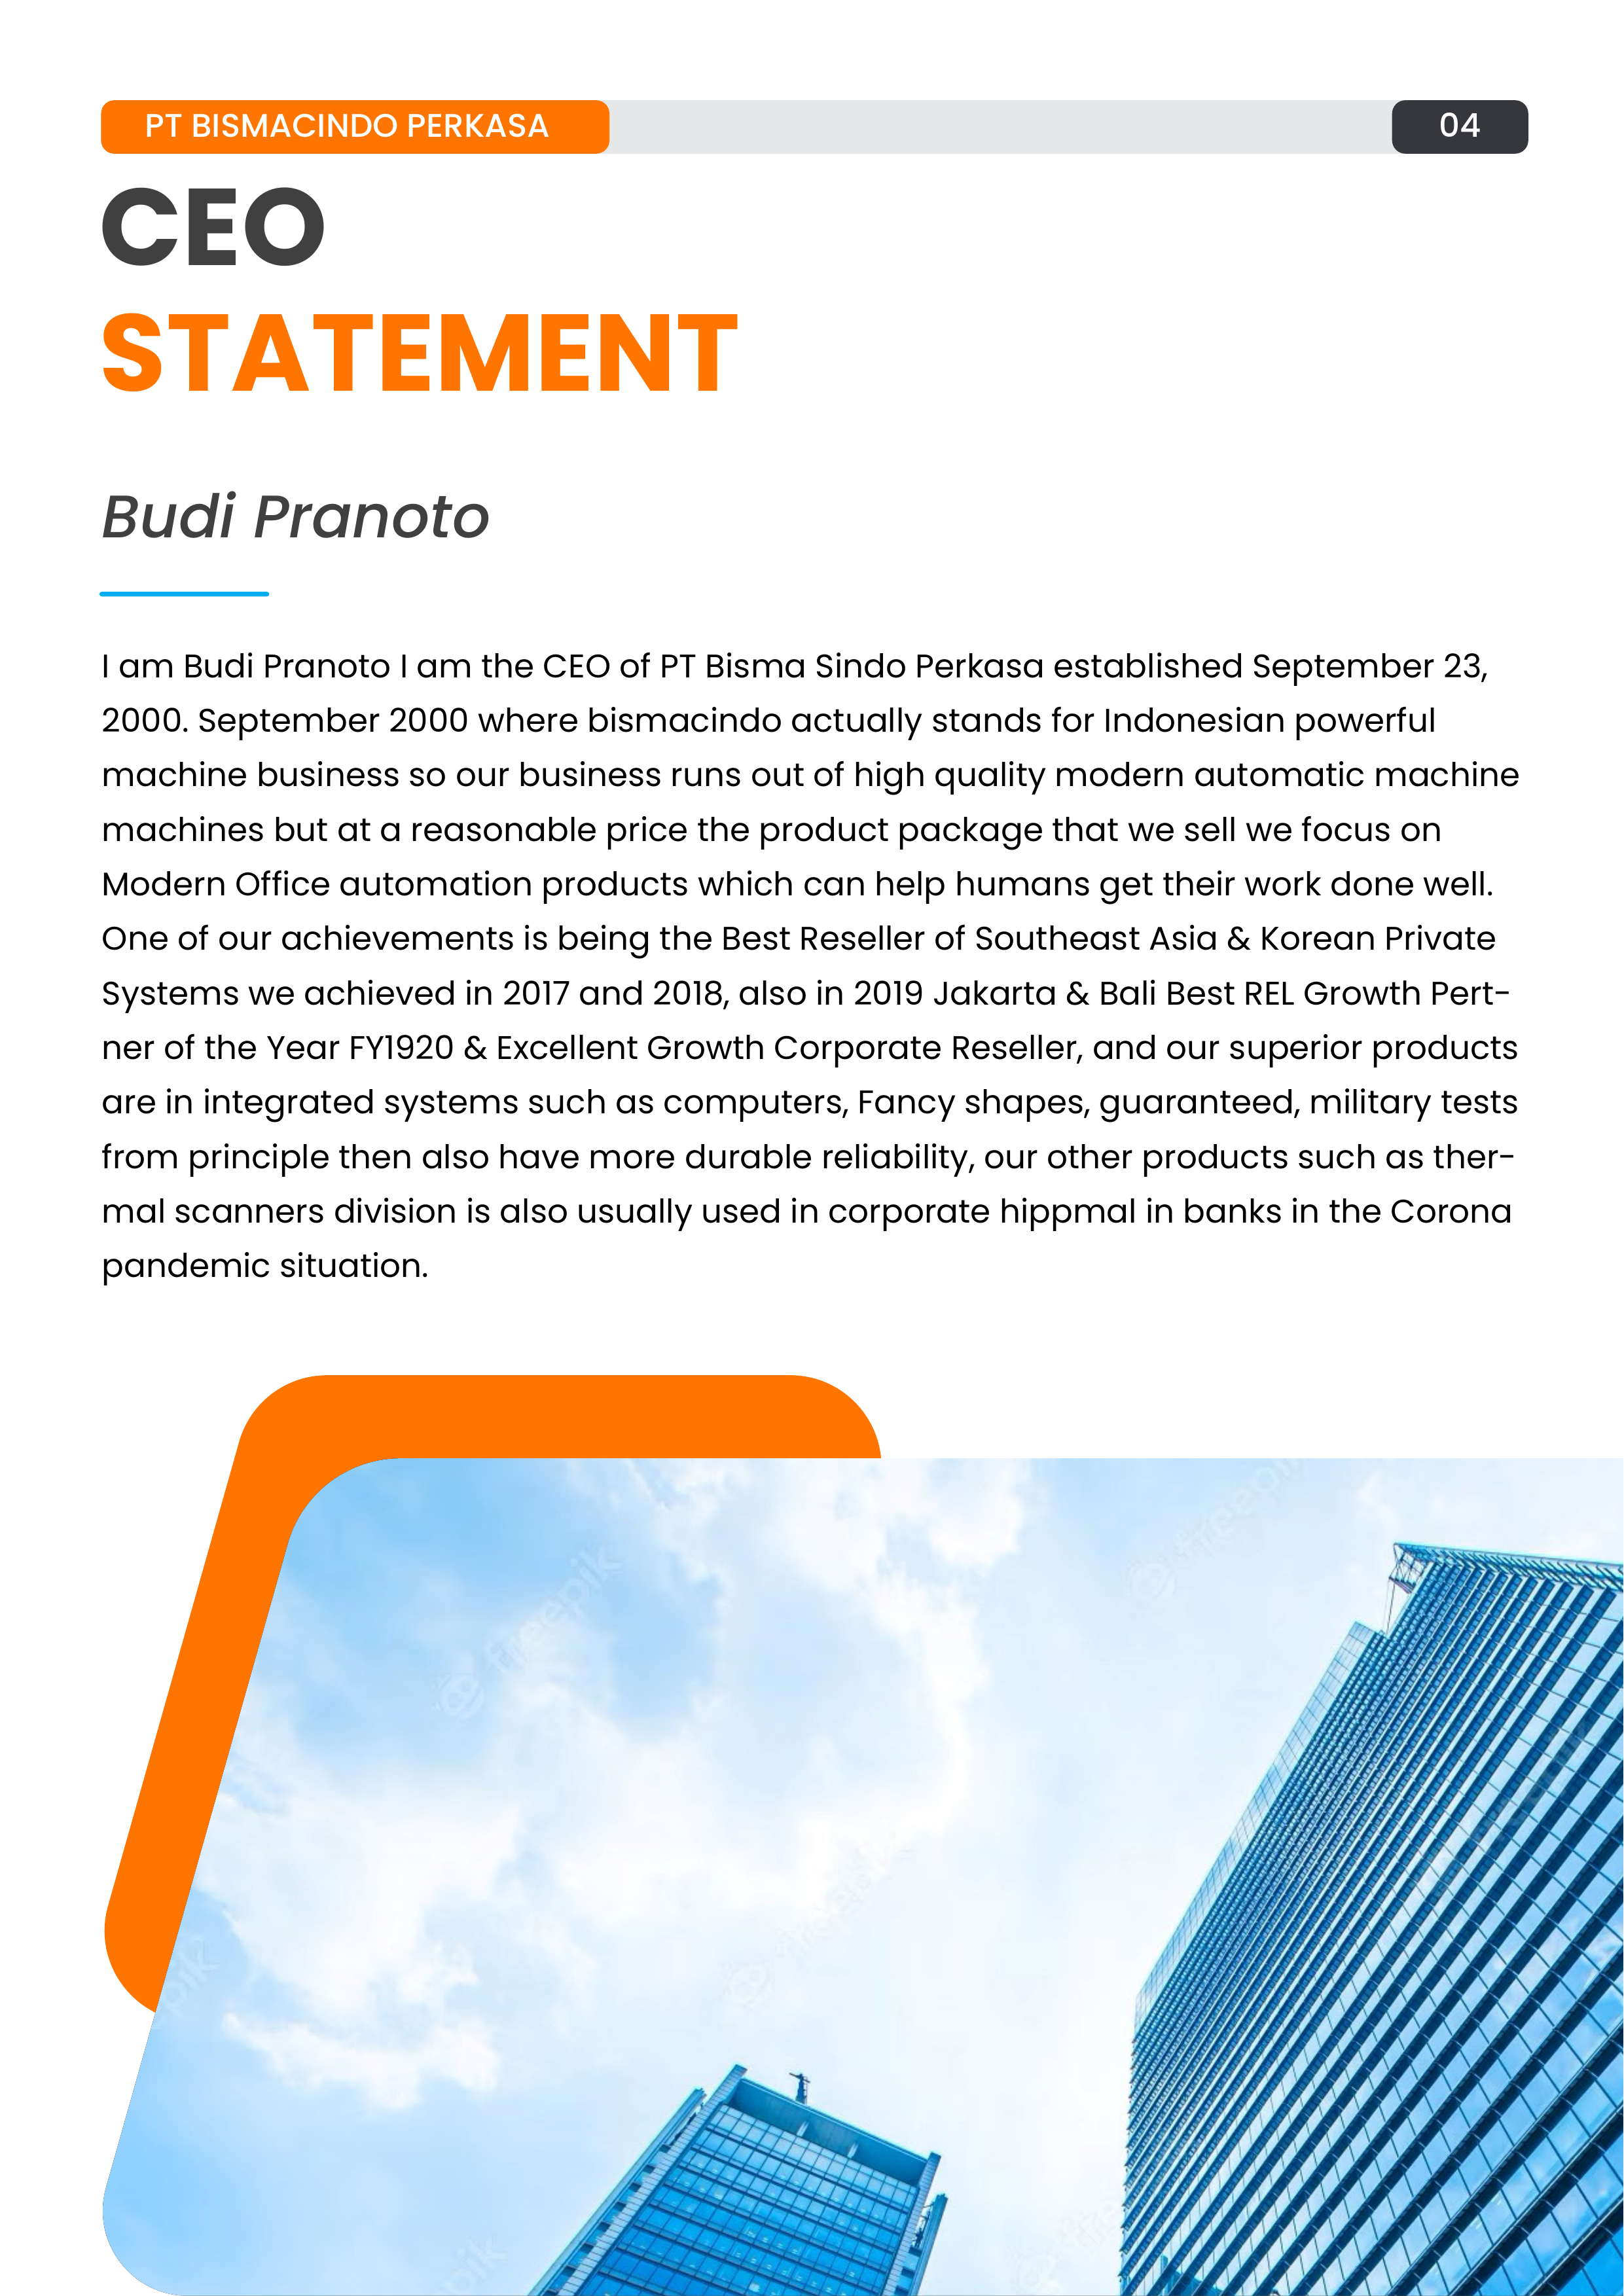 PT BISMACINDO PERKASA
04
CEO
STATEMENT
Budi Pranoto
I am Budi Pranoto I am the CEO of PT Bisma Sindo Perkasa established September 23,
2000. September 2000 where bismacindo actually stands for Indonesian powerful
machine business so our business runs out of high quality modern automatic machine
machines but at a reasonable price the product package that we sell we focus on
Modern Office automation products which can help humans get their work done well.
One of our achievements is being the Best Reseller of Southeast Asia & Korean Private
Systems we achieved in 2017 and 2018, also in 2019 Jakarta & Bali Best REL Growth Pert-
ner of the Year FY1920 & Excellent Growth Corporate Reseller, and our superior products
are in integrated systems such as computers, Fancy shapes, guaranteed, military tests
from principle then also have more durable reliability, our other products such as ther-
mal scanners division is also usually used in corporate hippmal in banks in the Corona
pandemic situation.
freepik
freepik
freepik